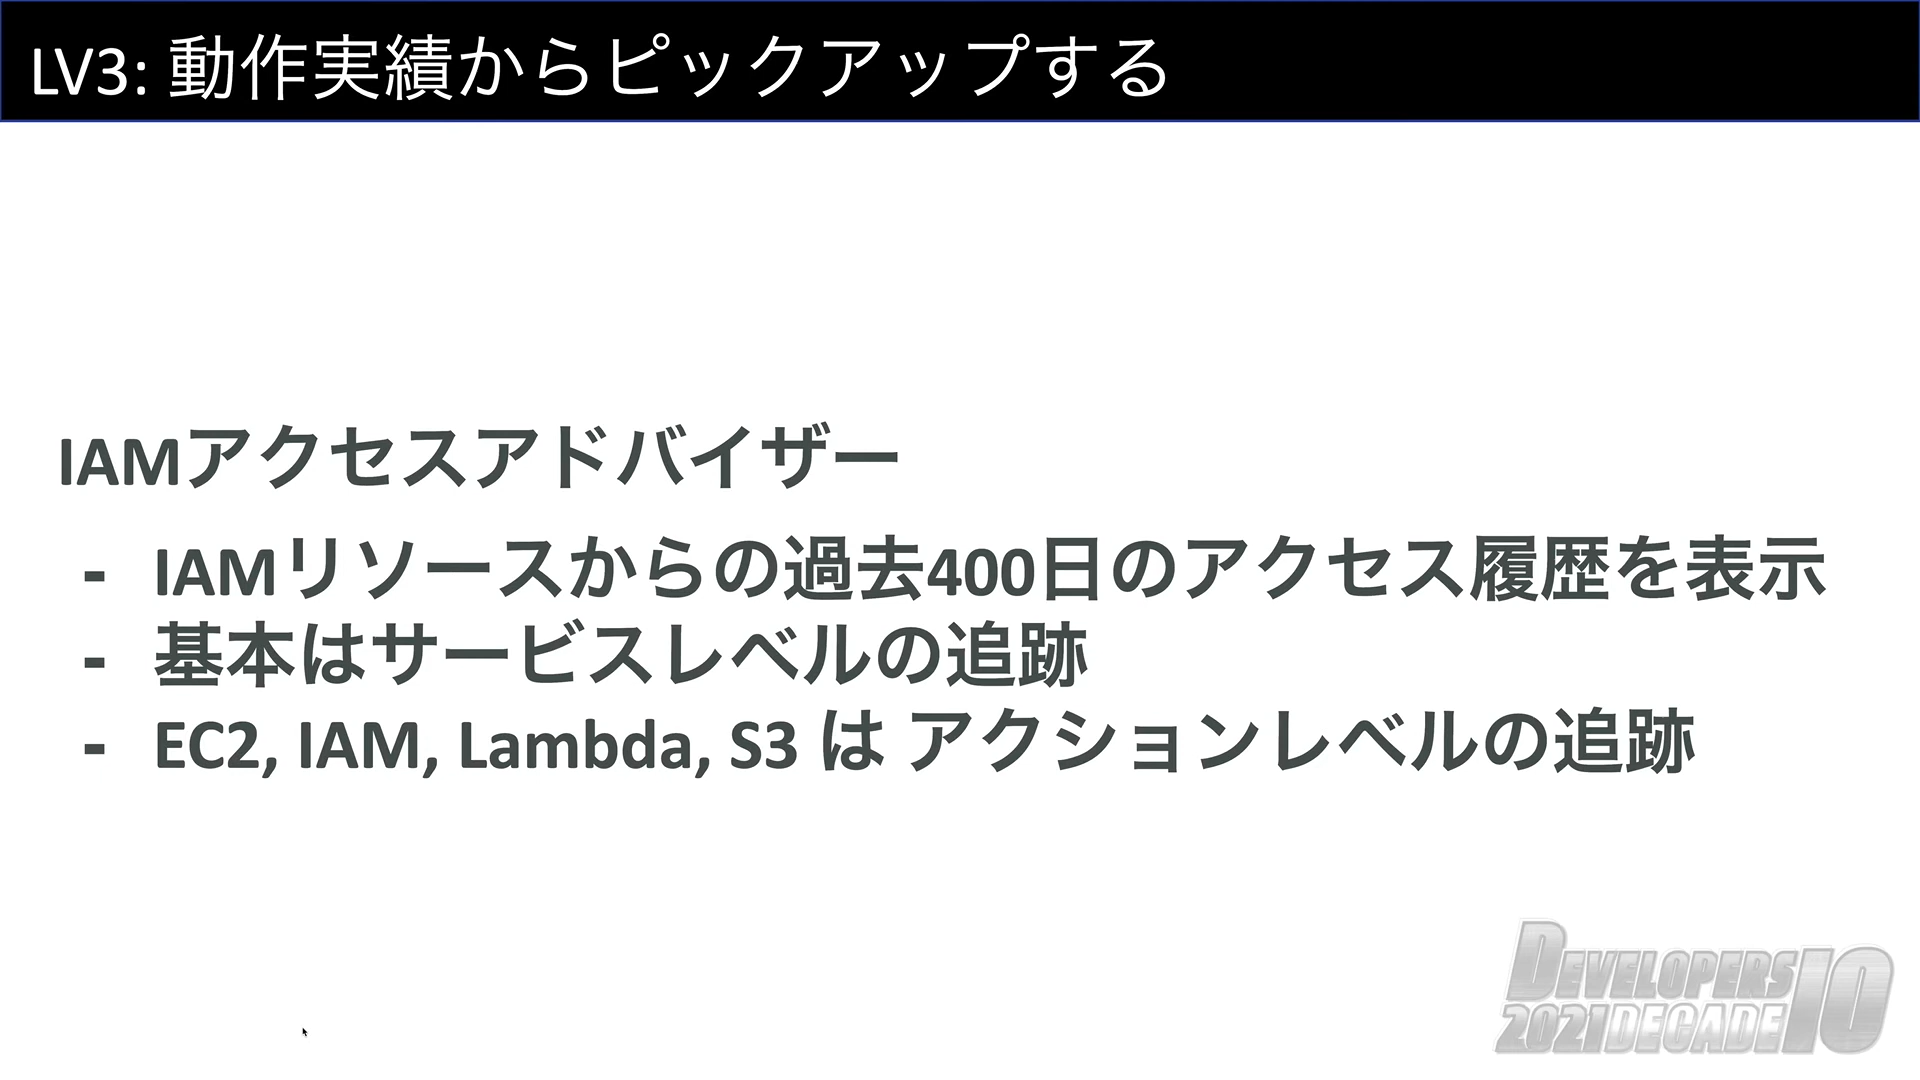 LV3: 動作実績からピックアップする
IAMアクセスアドバイザー
- IAMリソースからの過去400日のアクセス履歴を表示
- 基本はサービスレベルの追跡
- EC2, IAM, Lambda, S3 は アクションレベルの追跡
DEVELOPERS
2021 DECADE 10